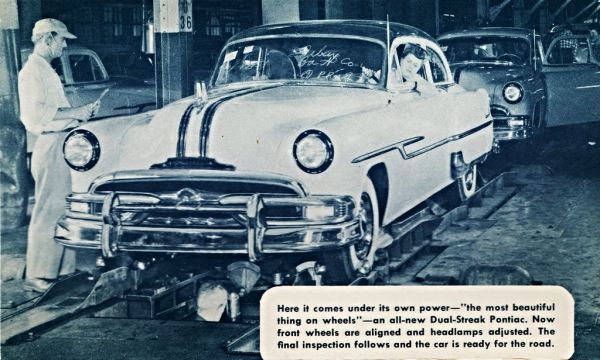 36
Here it comes under its own power—"the most beautiful
thing on wheels"—an all-new Dual-Streak Pontiac. Now
front wheels are aligned and headlamps adjusted. The
final inspection follows and the car is ready for the road.